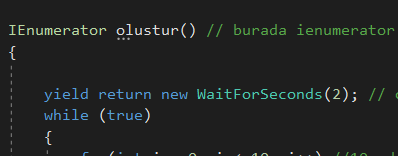 IEnumerator olustur() // burada ienumerator
{
yield return new WaitForSeconds(2); //
while (true)
{